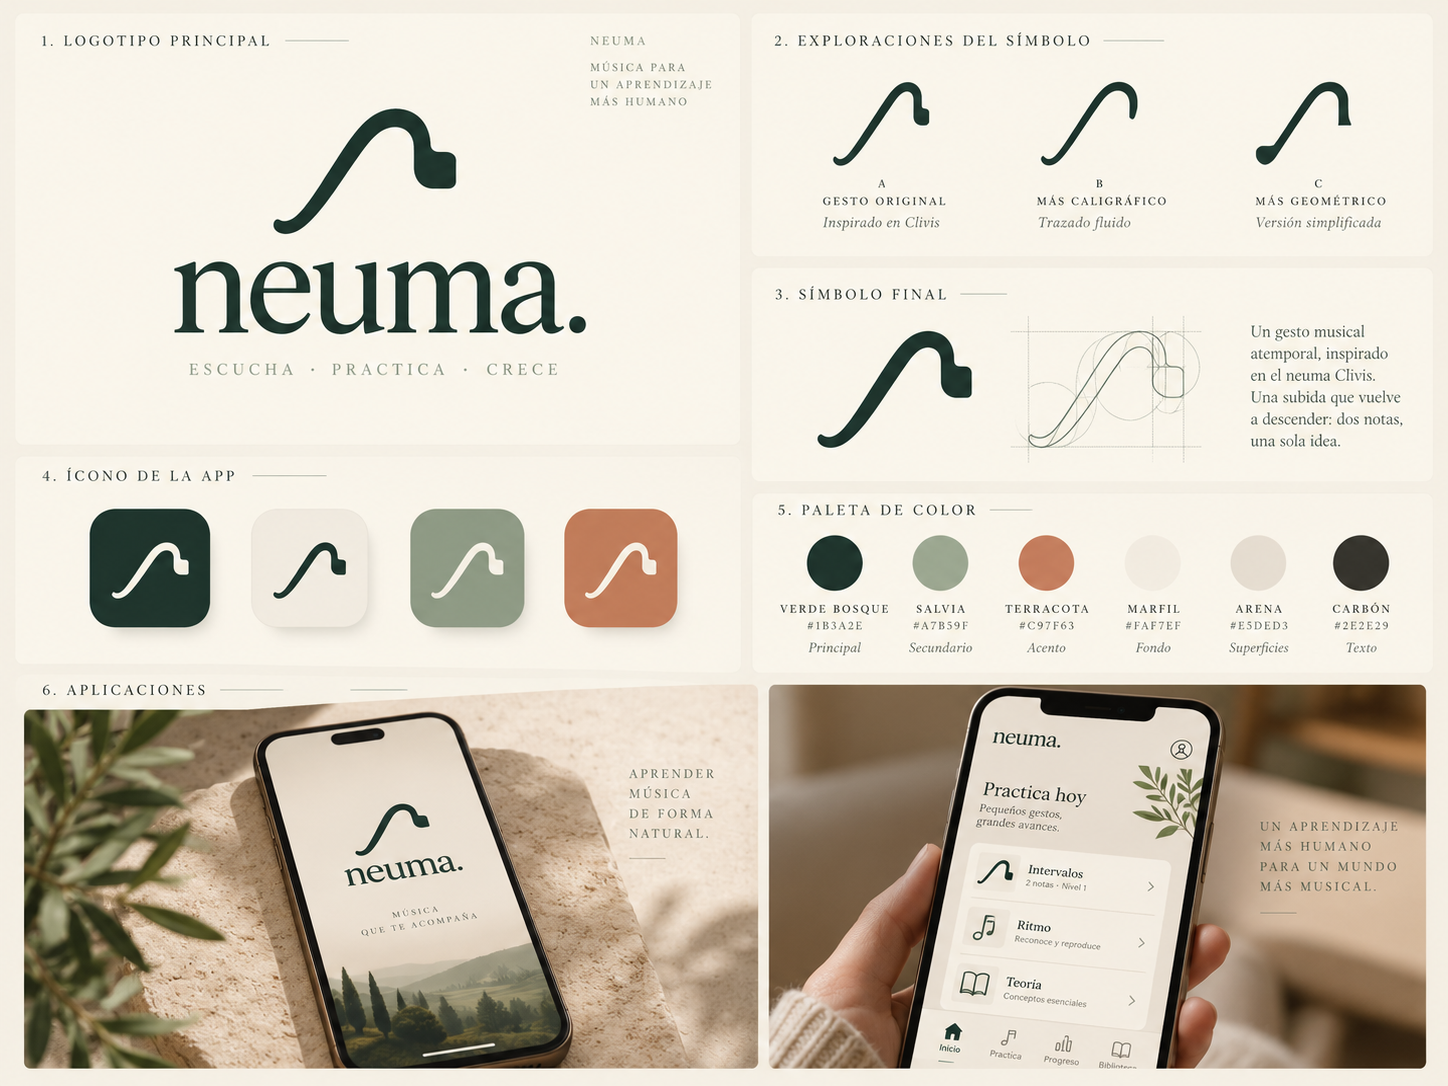 1. LOGOTIPO PRINCIPAL
NEUMA
MÚSICA PARA
UN APRENDIZAJE
MÁS HUMANO
neuma.
ESCUCHA · PRACTICA · CRECE
2. EXPLORACIONES DEL SÍMBOLO
A
GESTO ORIGINAL
Inspirado en Clivis
B
MÁS CALIGRÁFICO
Trazado fluido
C
MÁS GEOMÉTRICO
Versión simplificada
3. SÍMBOLO FINAL
Un gesto musical
atemporal, inspirado
en el neuma Clivis.
Una subida que vuelve
a descender: dos notas,
una sola idea.
4. ÍCONO DE LA APP
5. PALETA DE COLOR
VERDE BOSQUE
#1B3A2E
Principal
SALVIA
#A7B59F
Secundario
TERRACOTA
#C97F63
Acento
MARFIL
#FAF7EF
Fondo
ARENA
#E5DED3
Superficies
CARBÓN
#2E2E29
Texto
6. APLICACIONES
neuma.
MÚSICA
QUE TE ACOMPAÑA
APRENDER
MÚSICA
DE FORMA
NATURAL.
neuma.
Practica hoy
Pequeños gestos,
grandes avances.
Intervalos
2 notas · Nivel 1
Ritmo
Reconoce y reproduce
Teoría
Conceptos esenciales
Inicio
Practica
Progreso
Biblioteca
UN APRENDIZAJE
MÁS HUMANO
PARA UN MUNDO
MÁS MUSICAL.